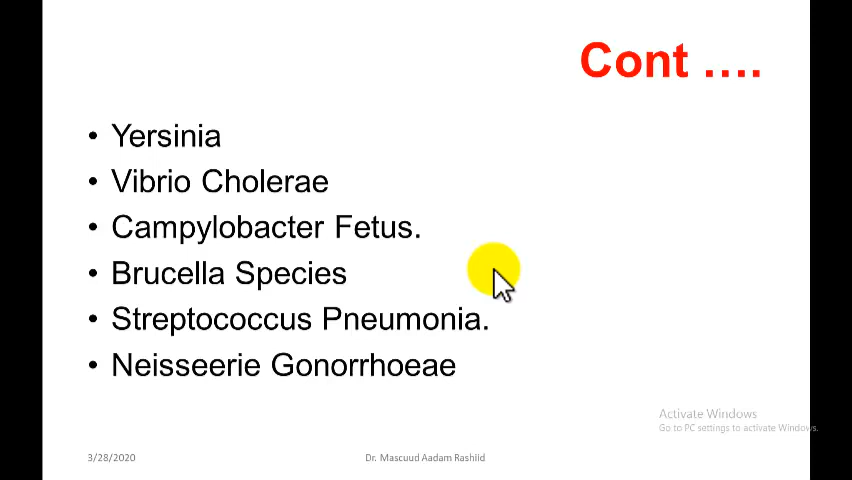 Cont ....
• Yersinia
• Vibrio Cholerae
• Campylobacter Fetus.
• Brucella Species
• Streptococcus Pneumonia.
• Neisseerie Gonorrhoeae
Activate Windows
Go to PC settings to activate Windows.
3/28/2020 Dr. Mascuud Aadam Rashiid